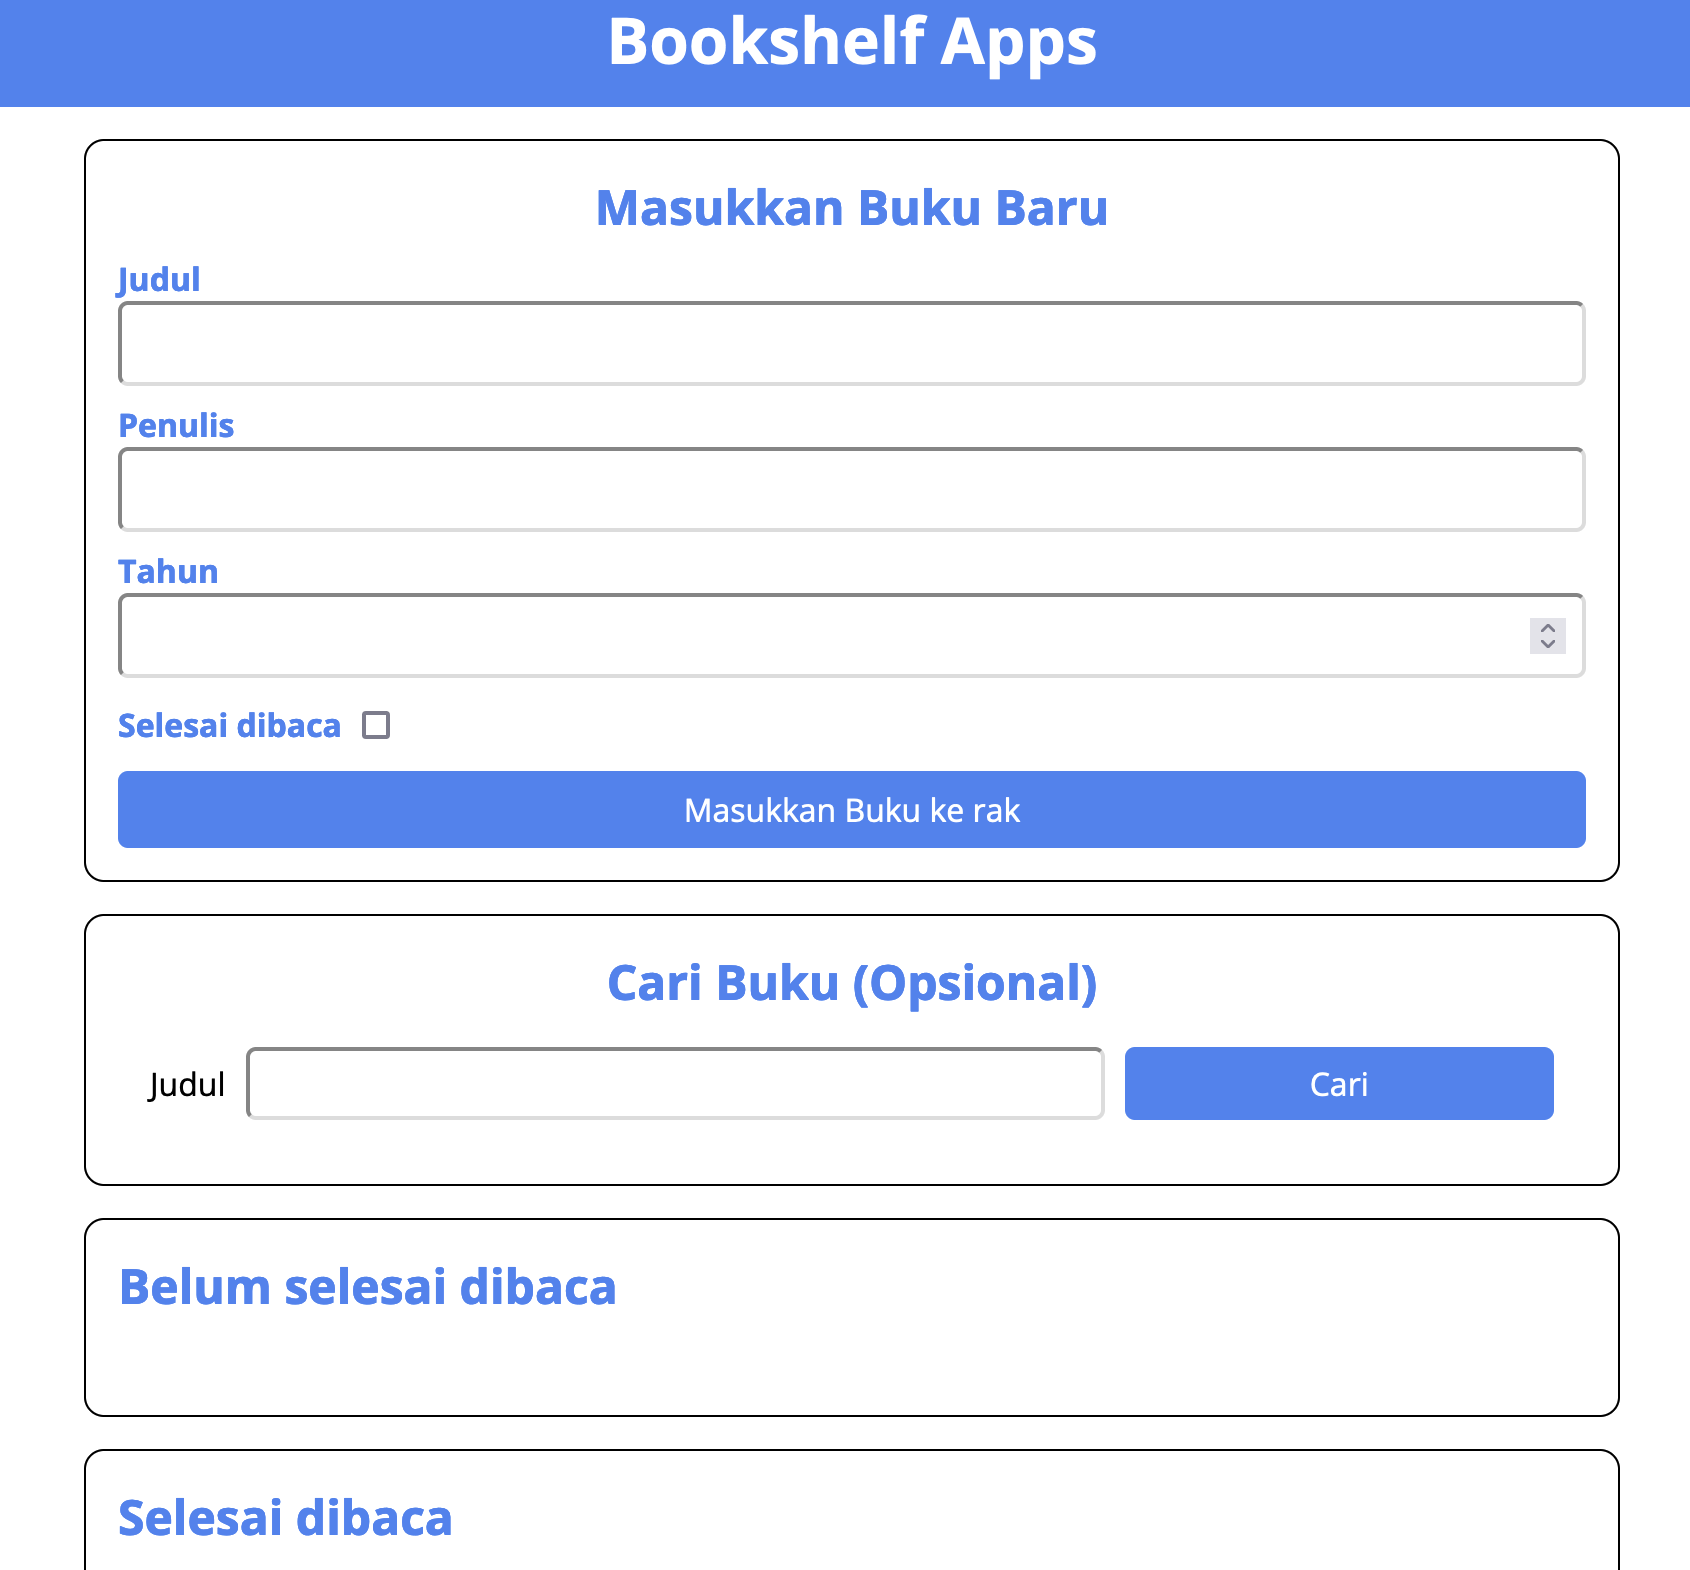 Bookshelf Apps
Masukkan Buku Baru
Judul
Penulis
Tahun
Selesai dibaca
Masukkan Buku ke rak
Cari Buku (Opsional)
Judul
Cari
Belum selesai dibaca
Selesai dibaca